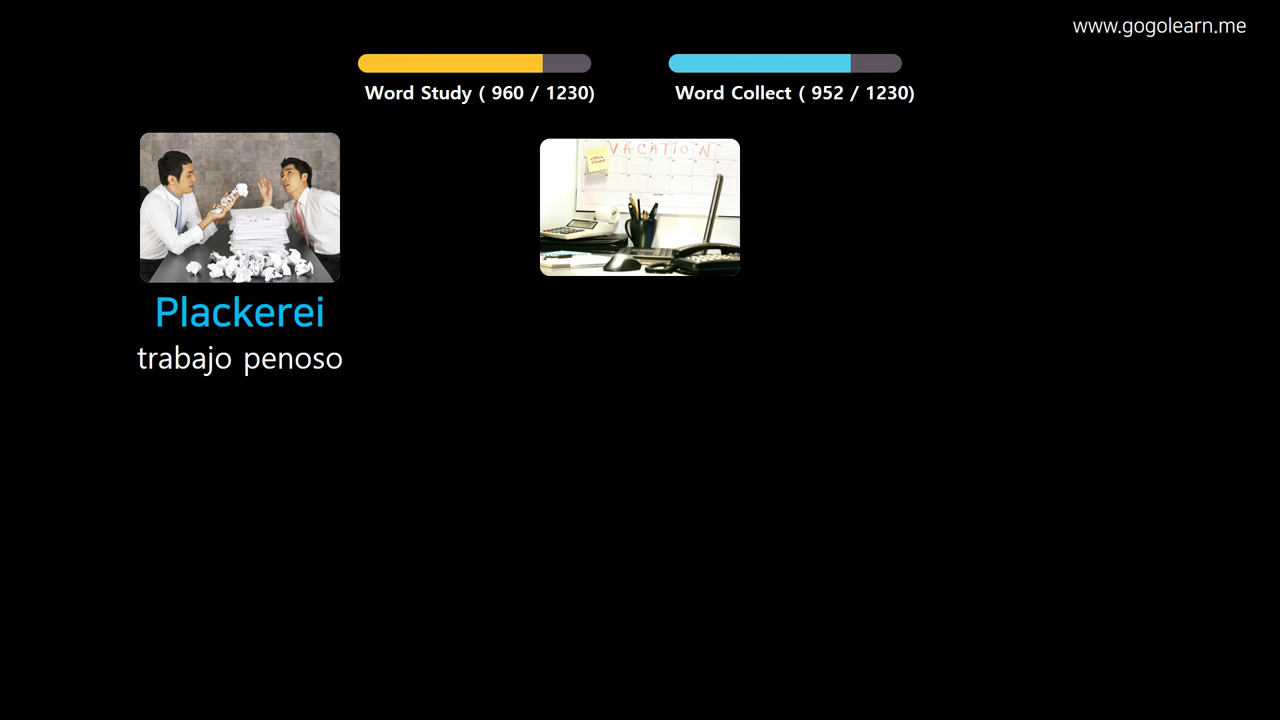 www.gogolearn.me
Word Study ( 960 / 1230)
Word Collect ( 952 / 1230)
VACATION
Plackerei
trabajo penoso